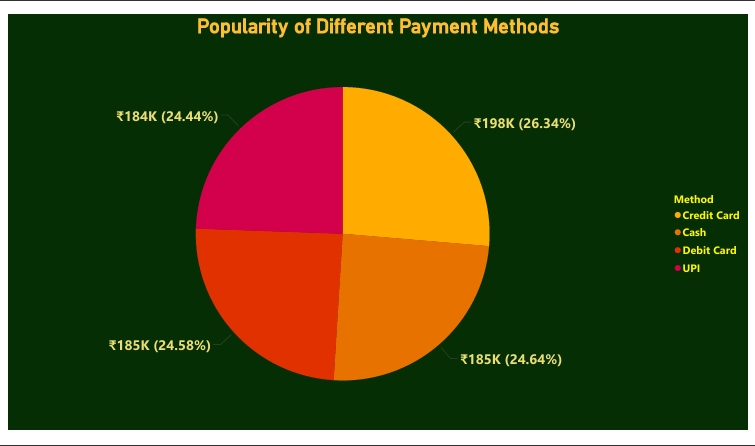 Popularity of Different Payment Methods
₹184K (24.44%)
₹198K (26.34%)
Method
Credit Card
Cash
Debit Card
UPI
₹185K (24.58%)
₹185K (24.64%)